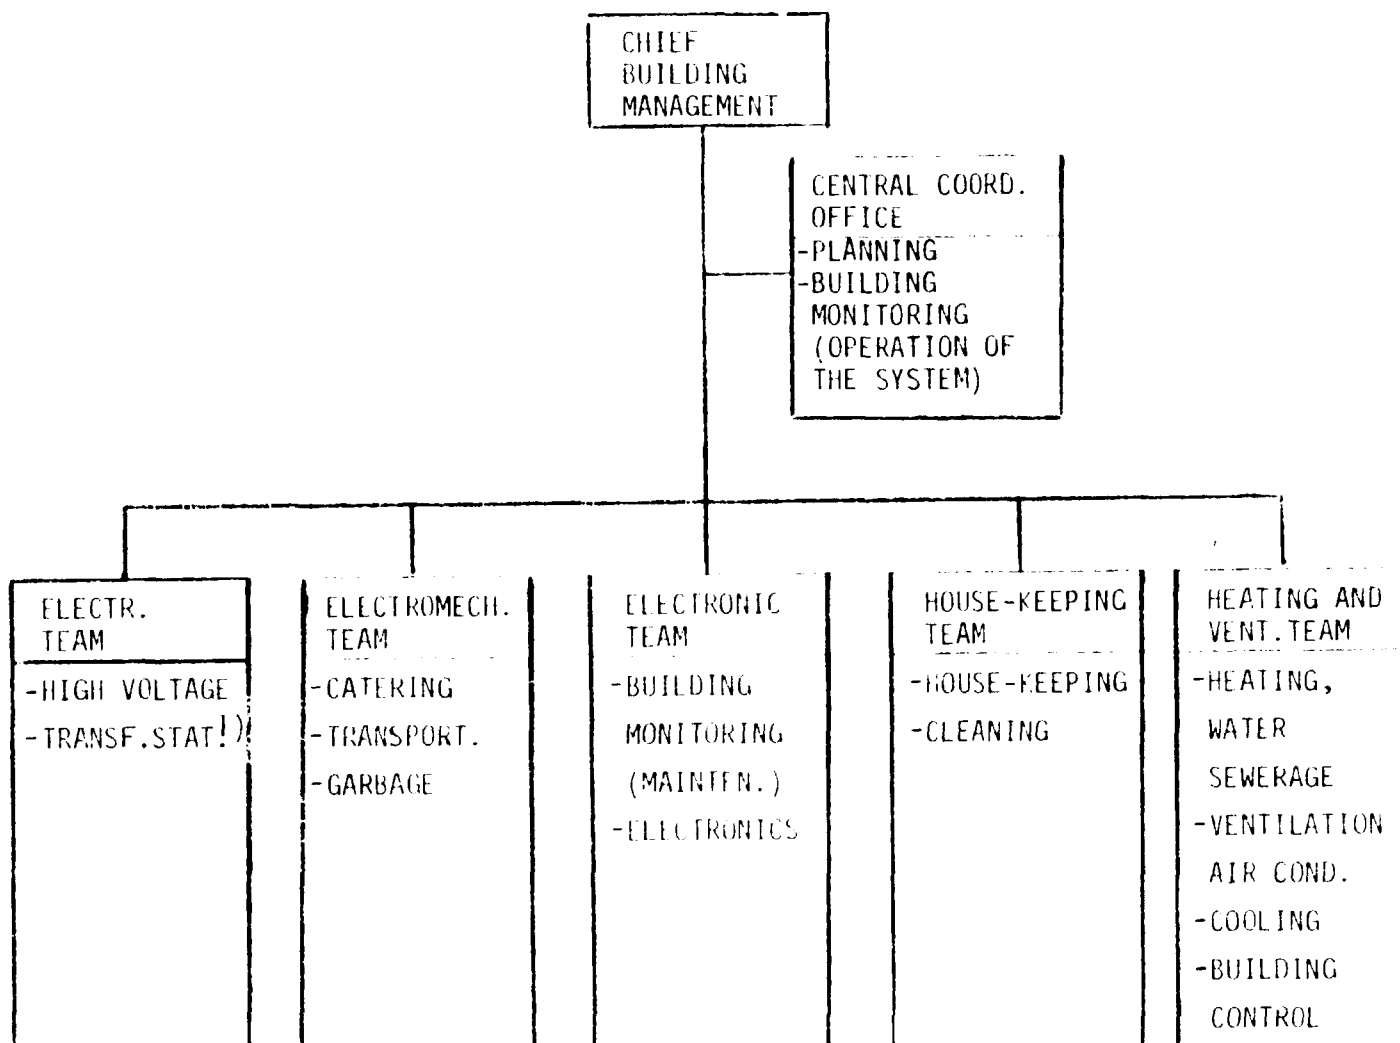 CHIEF
BUILDING
MANAGEMENT
CENTRAL COORD.
OFFICE
-PLANNING
-BUILDING
MONITORING
(OPERATION OF
THE SYSTEM)
ELECTR.
TEAM
-HIGH VOLTAGE
-TRANSF.STAT!)
ELECTROMECH.
TEAM
-CATERING
-TRANSPORT.
-GARBAGE
ELECTRONIC
TEAM
-BUILDING
MONITORING
(MAINTEN.)
-ELECTRONICS
HOUSE-KEEPING
TEAM
-HOUSE-KEEPING
-CLEANING
HEATING AND
VENT.TEAM
-HEATING,
WATER
SEWERAGE
-VENTILATION
AIR COND.
-COOLING
-BUILDING
CONTROL